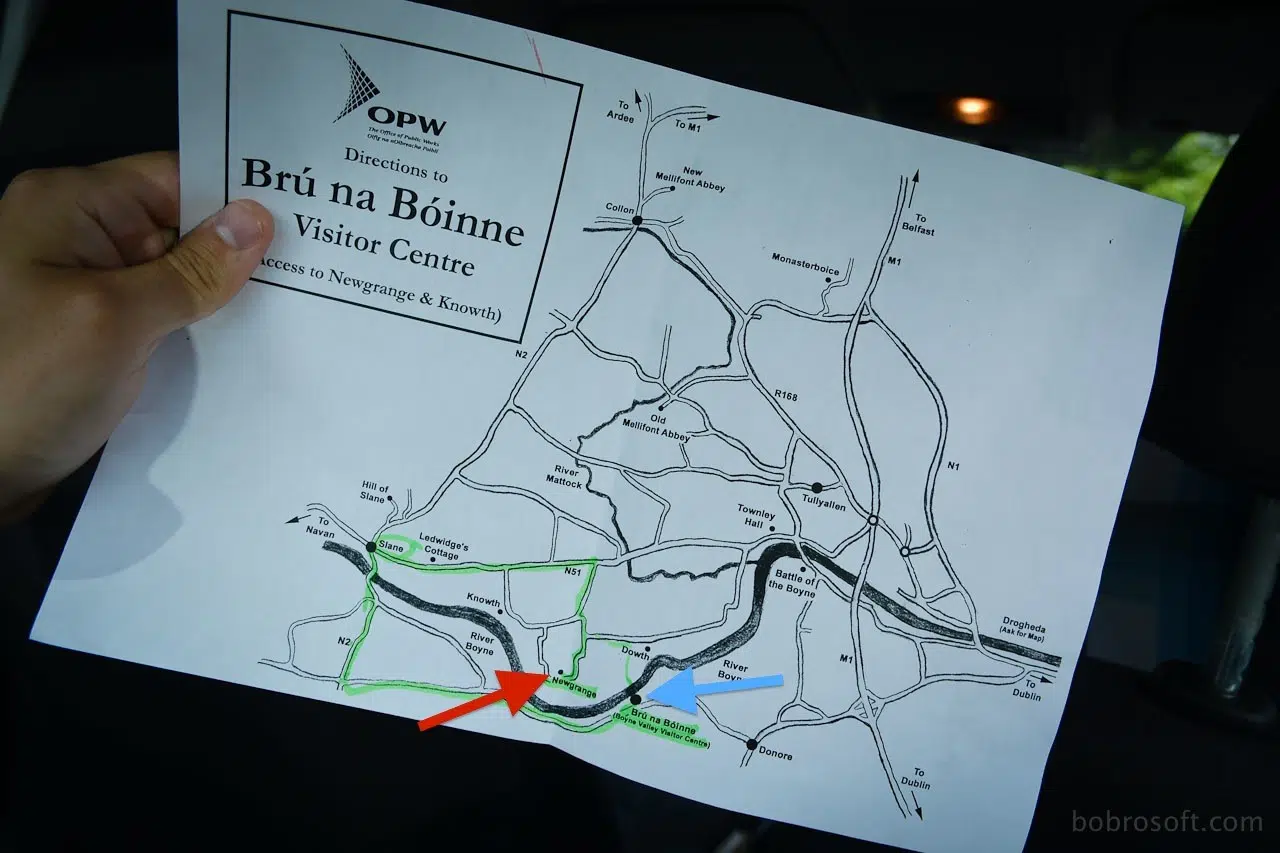 OPW
The Office of Public Works
Oifig na nOibreacha Poiblí
Directions to
Brú na Bóinne
Visitor Centre
Access to Newgrange & Knowth)
To
Ardee
To M1
New
Mellifont Abbey
Collon
To
Belfast
M1
Monasterboice
N2
R168
Old
Mellifont Abbey
N1
River
Mattock
Hill of
Slane
Tullyallen
Townley
Hall
To
Navan
Slane
Ledwidge's
Cottage
N51
Battle of
the Boyne
Knowth
Drogheda
(Ask for Map)
N2
River
Boyne
Dowth
River
Boyne
M1
To
Dublin
Newgrange
Brú na Bóinne
(Boyne Valley Visitor Centre)
Donore
To
Dublin
bobrosoft.com